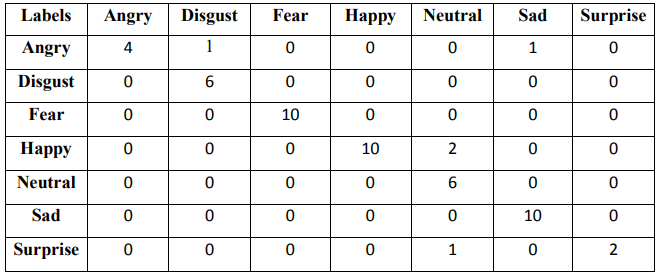 Labels Angry Disgust Fear Happy Neutral Sad Surprise
Angry 4 1 0 0 0 1 0
Disgust 0 6 0 0 0 0 0
Fear 0 0 10 0 0 0 0
Happy 0 0 0 10 2 0 0
Neutral 0 0 0 0 6 0 0
Sad 0 0 0 0 0 10 0
Surprise 0 0 0 0 1 0 2